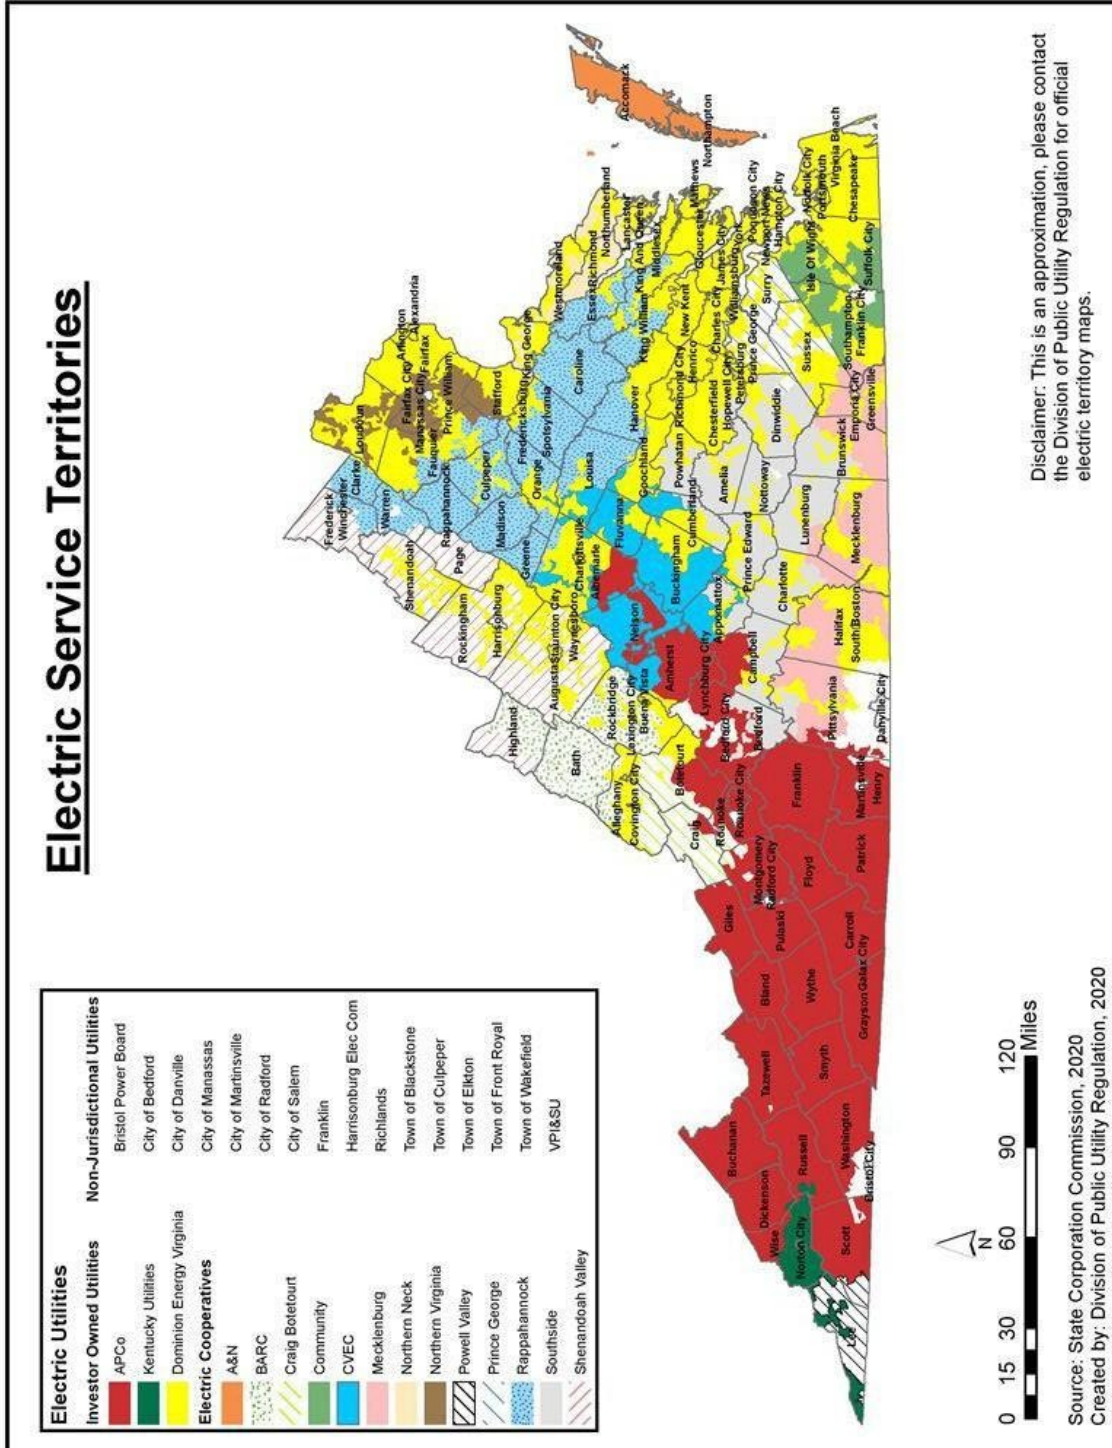 Electric Service Territories
Electric Utilities
Investor Owned Utilities
APCo
Kentucky Utilities
Dominion Energy Virginia
Electric Cooperatives
A&N
BARC
Craig Botetourt
Community
CVEC
Mecklenburg
Northern Neck
Northern Virginia
Powell Valley
Prince George
Rappahannock
Southside
Shenandoah Valley
Non-Jurisdictional Utilities
Bristol Power Board
City of Bedford
City of Danville
City of Manassas
City of Martinsville
City of Radford
City of Salem
Franklin
Harrisonburg Elec Com
Richlands
Town of Blackstone
Town of Culpeper
Town of Elkton
Town of Front Royal
Town of Wakefield
VPI&SU
Frederick
Winchester
Clarke
Loudoun
Warren
Shenandoah
Page
Rappahannock
Fauquier
Fairfax City
Manassas City
Prince William
Arlington
Alexandria
Fairfax
Stafford
Culpeper
Madison
Greene
Orange
Rockingham
Harrisonburg
Augusta
Staunton City
Waynesboro
Highland
Bath
Rockbridge
Lexington City
Buena Vista
Alleghany
Covington City
Botetourt
Craig
Roanoke
Roanoke City
Charlottsville
Albemarle
Nelson
Amherst
Lynchburg City
Appomattox
Buckingham
Fluvanna
Louisa
Goochland
Fredericksburg
Spotsylvania
King George
Caroline
Hanover
Westmoreland
Essex
Richmond
Northumberland
Lancaster
King And Queen
Middlesex
King William
New Kent
Henrico
Richmond City
Powhatan
Cumberland
Amelia
Chesterfield
Hopewell City
Petersburg
Prince George
Charles City
Williamsburg
James City
York
Gloucester
Mathews
Poquoson City
Newport News
Hampton City
Accomack
Northampton
Surry
Isle Of Wight
Norfolk City
Portsmouth
Virginia Beach
Chesapeake
Suffolk City
Southampton
Franklin City
Sussex
Dinwiddie
Nottoway
Prince Edward
Charlotte
Lunenburg
Brunswick
Emporia City
Greensville
Mecklenburg
Halifax
South Boston
Campbell
Bedford City
Bedford
Pittsylvania
Danville City
Franklin
Martinsville
Henry
Patrick
Floyd
Montgomery
Radford City
Giles
Pulaski
Carroll
Galax City
Grayson
Wythe
Bland
Tazewell
Smyth
Buchanan
Russell
Washington
Bristol City
Dickenson
Wise
Norton City
Scott
Lee
N
0 15 30 60 90 120
Miles
Source: State Corporation Commission, 2020
Created by: Division of Public Utility Regulation, 2020
Disclaimer: This is an approximation, please contact
the Division of Public Utility Regulation for official
electric territory maps.